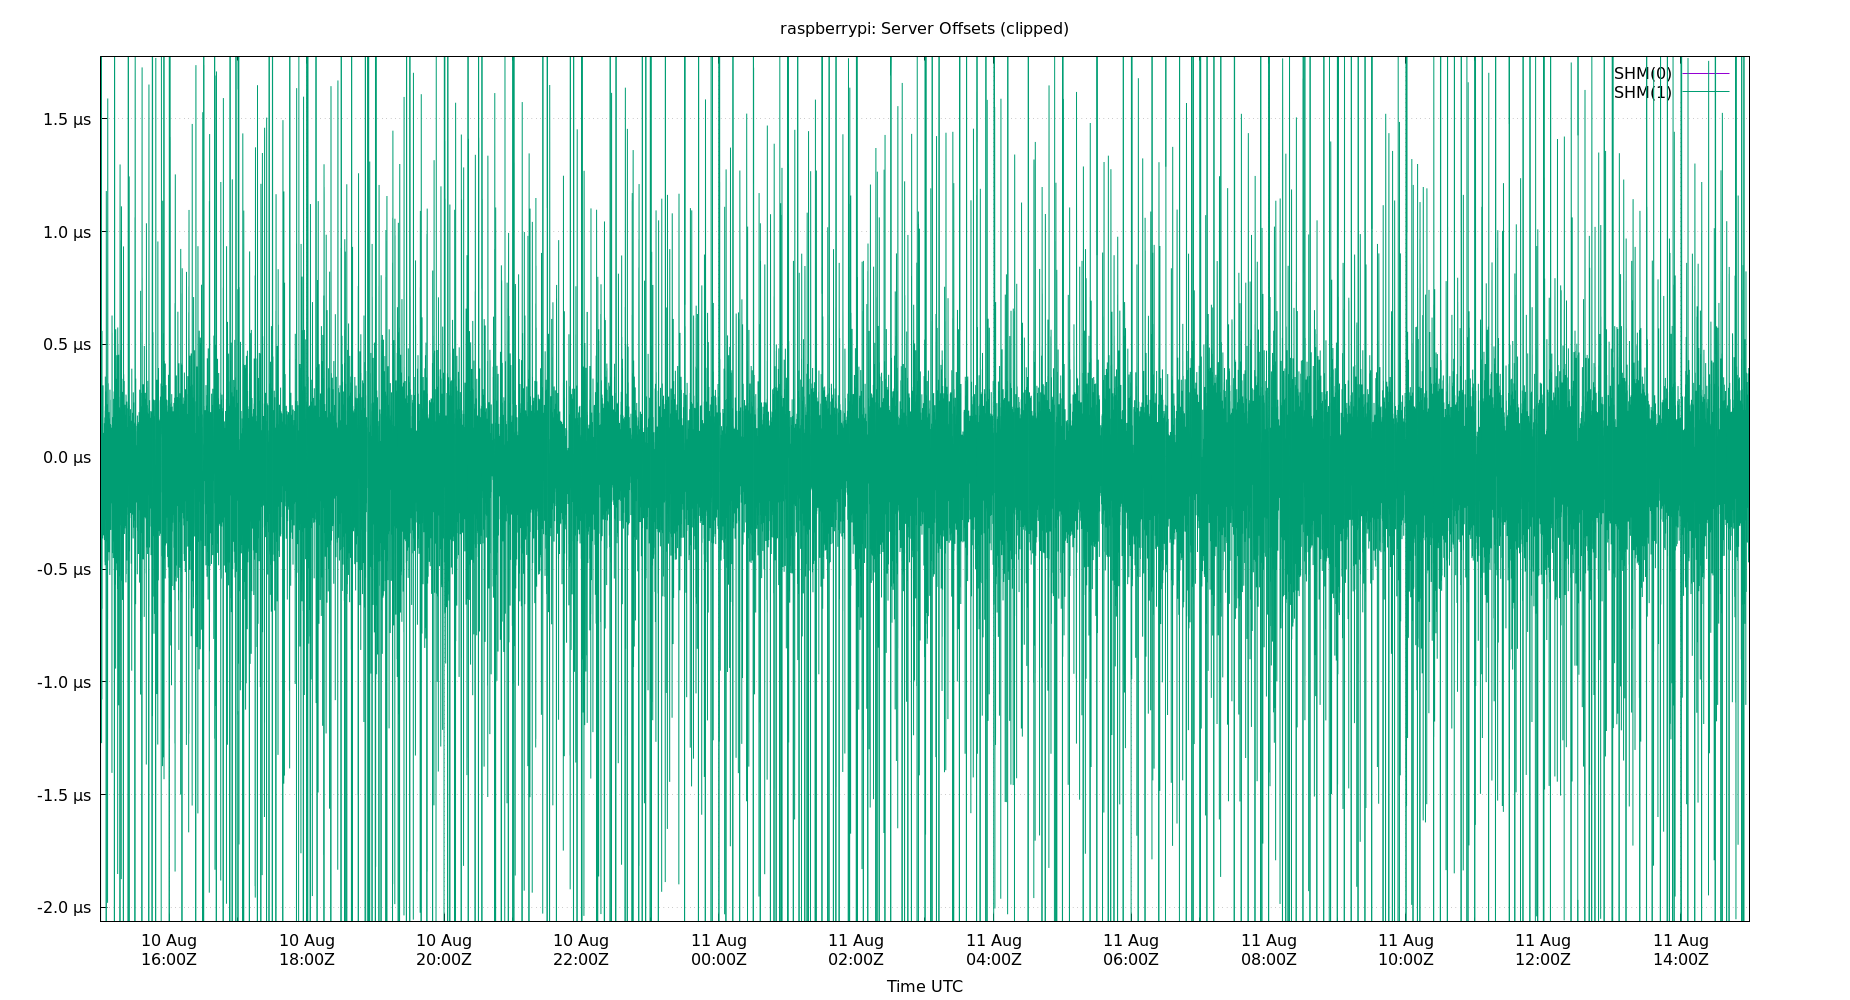 raspberrypi: Server Offsets (clipped)
SHM(0)
SHM(1)
1.5 µs
1.0 µs
0.5 µs
0.0 µs
-0.5 µs
-1.0 µs
-1.5 µs
-2.0 µs
10 Aug 10 Aug 10 Aug 10 Aug 11 Aug 11 Aug 11 Aug 11 Aug 11 Aug 11 Aug 11 Aug 11 Aug
16:00Z 18:00Z 20:00Z 22:00Z 00:00Z 02:00Z 04:00Z 06:00Z 08:00Z 10:00Z 12:00Z 14:00Z
Time UTC